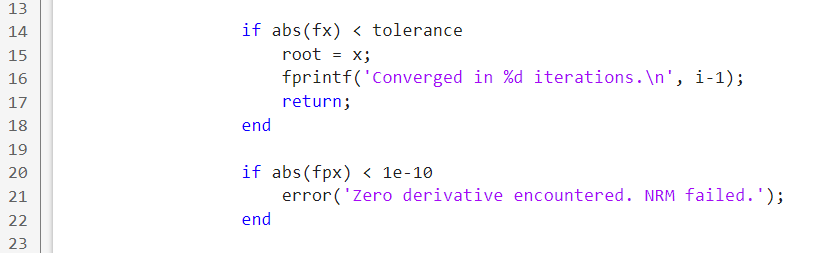 13
14 if abs(fx) < tolerance
15 root = x;
16 fprintf('Converged in %d iterations.\n', i-1);
17 return;
18 end
19
20 if abs(fpx) < 1e-10
21 error('Zero derivative encountered. NRM failed.');
22 end
23